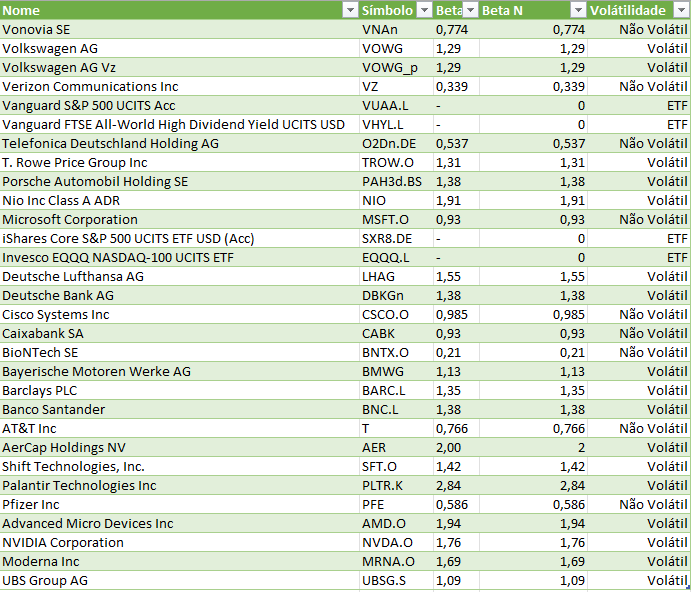 Nome Símbolo Beta Beta N Volátilidade
Vonovia SE VNAn 0,774 0,774 Não Volátil
Volkswagen AG VOWG 1,29 1,29 Volátil
Volkswagen AG Vz VOWG_p 1,29 1,29 Volátil
Verizon Communications Inc VZ 0,339 0,339 Não Volátil
Vanguard S&P 500 UCITS Acc VUAA.L - 0 ETF
Vanguard FTSE All-World High Dividend Yield UCITS USD VHYL.L - 0 ETF
Telefonica Deutschland Holding AG O2Dn.DE 0,537 0,537 Não Volátil
T. Rowe Price Group Inc TROW.O 1,31 1,31 Volátil
Porsche Automobil Holding SE PAH3d.BS 1,38 1,38 Volátil
Nio Inc Class A ADR NIO 1,91 1,91 Volátil
Microsoft Corporation MSFT.O 0,93 0,93 Não Volátil
iShares Core S&P 500 UCITS ETF USD (Acc) SXR8.DE - 0 ETF
Invesco EQQQ NASDAQ-100 UCITS ETF EQQQ.L - 0 ETF
Deutsche Lufthansa AG LHAG 1,55 1,55 Volátil
Deutsche Bank AG DBKGn 1,38 1,38 Volátil
Cisco Systems Inc CSCO.O 0,985 0,985 Não Volátil
Caixabank SA CABK 0,93 0,93 Não Volátil
BioNTech SE BNTX.O 0,21 0,21 Não Volátil
Bayerische Motoren Werke AG BMWG 1,13 1,13 Volátil
Barclays PLC BARC.L 1,35 1,35 Volátil
Banco Santander BNC.L 1,38 1,38 Volátil
AT&T Inc T 0,766 0,766 Não Volátil
AerCap Holdings NV AER 2,00 2 Volátil
Shift Technologies, Inc. SFT.O 1,42 1,42 Volátil
Palantir Technologies Inc PLTR.K 2,84 2,84 Volátil
Pfizer Inc PFE 0,586 0,586 Não Volátil
Advanced Micro Devices Inc AMD.O 1,94 1,94 Volátil
NVIDIA Corporation NVDA.O 1,76 1,76 Volátil
Moderna Inc MRNA.O 1,69 1,69 Volátil
UBS Group AG UBSG.S 1,09 1,09 Volátil